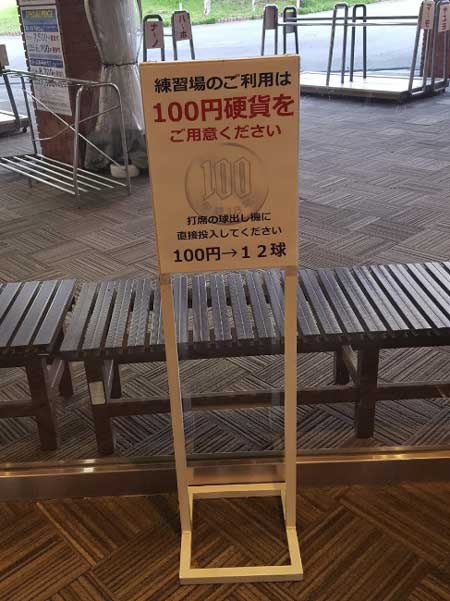 練習場のご利用は
100円硬貨を
ご用意ください
100
打席の球出し機に
直接投入してください
100円→12球